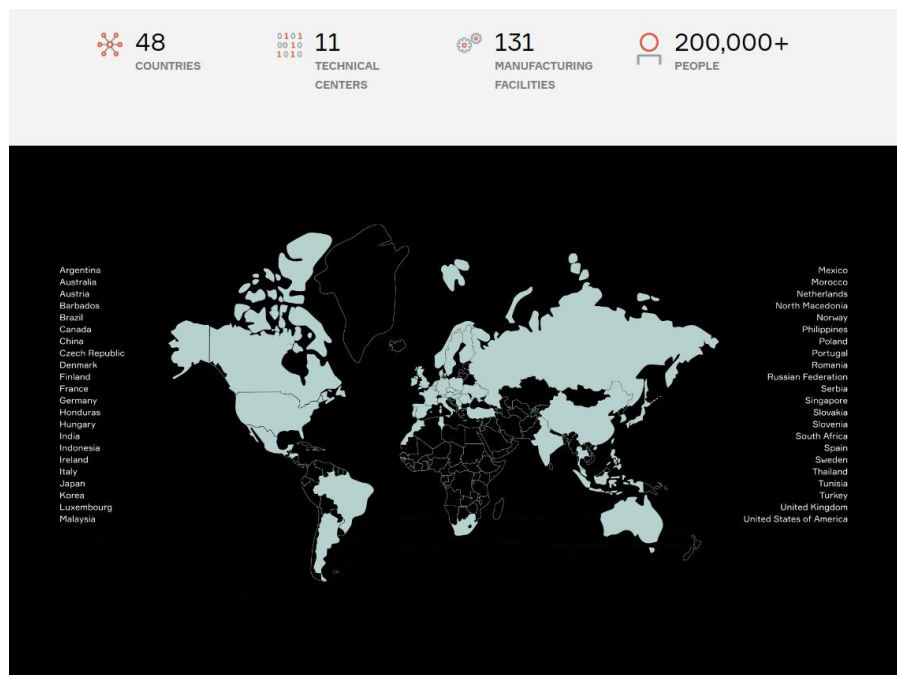 48
COUNTRIES
11
TECHNICAL
CENTERS
131
MANUFACTURING
FACILITIES
200,000+
PEOPLE
Argentina
Australia
Austria
Barbados
Brazil
Canada
China
Czech Republic
Denmark
Finland
France
Germany
Honduras
Hungary
India
Indonesia
Ireland
Italy
Japan
Korea
Luxembourg
Malaysia
Mexico
Morocco
Netherlands
North Macedonia
Norway
Philippines
Poland
Portugal
Romania
Russian Federation
Serbia
Singapore
Slovakia
Slovenia
South Africa
Spain
Sweden
Thailand
Tunisia
Turkey
United Kingdom
United States of America